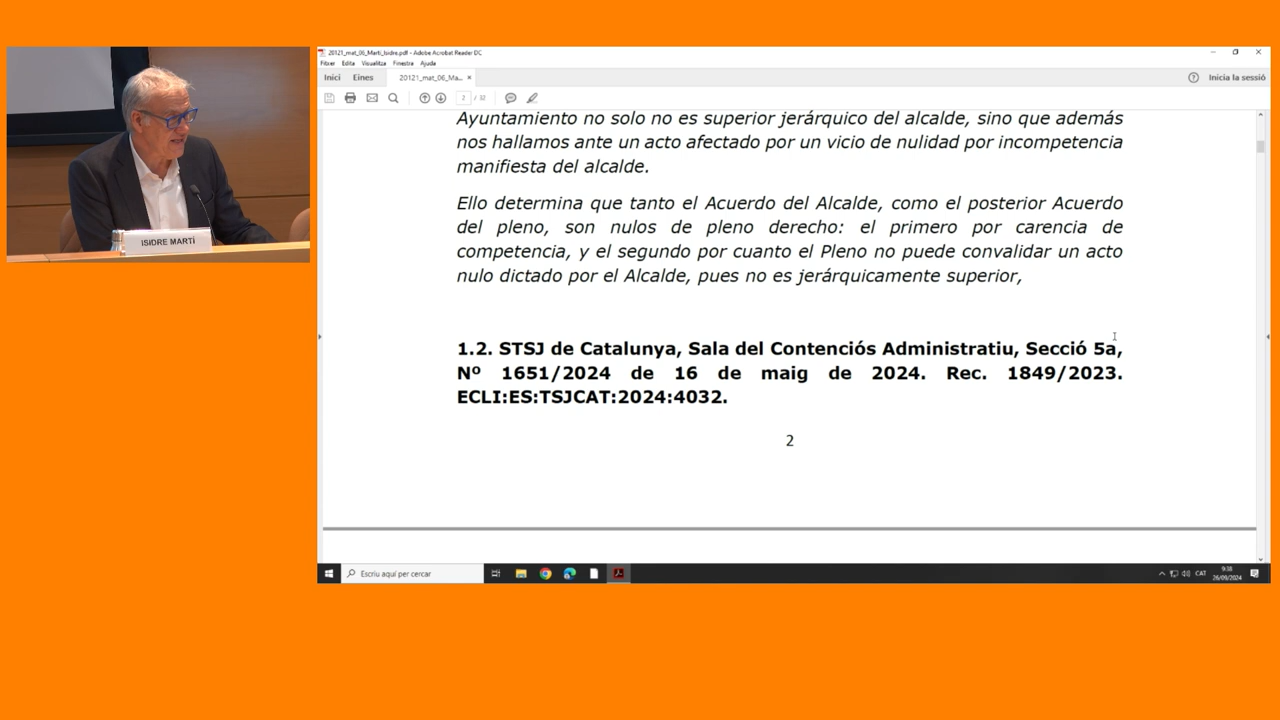 ISIDRE MARTÍ
20121_mat_06_Martí_Isidre.pdf - Adobe Acrobat Reader DC
Fitxer Edita Visualitza Finestra Ajuda
Inici Eines 20121_mat_06_Ma... × Inicia la sessió
2 / 32
Ayuntamiento no solo no es superior jerárquico del alcalde, sino que además
nos hallamos ante un acto afectado por un vicio de nulidad por incompetencia
manifiesta del alcalde.
Ello determina que tanto el Acuerdo del Alcalde, como el posterior Acuerdo
del pleno, son nulos de pleno derecho: el primero por carencia de
competencia, y el segundo por cuanto el Pleno no puede convalidar un acto
nulo dictado por el Alcalde, pues no es jerárquicamente superior,
1.2. STSJ de Catalunya, Sala del Contenciós Administratiu, Secció 5a,
Nº 1651/2024 de 16 de maig de 2024. Rec. 1849/2023.
ECLI:ES:TSJCAT:2024:4032.
2
Escriu aquí per cercar
CAT
9:38
26/09/2024